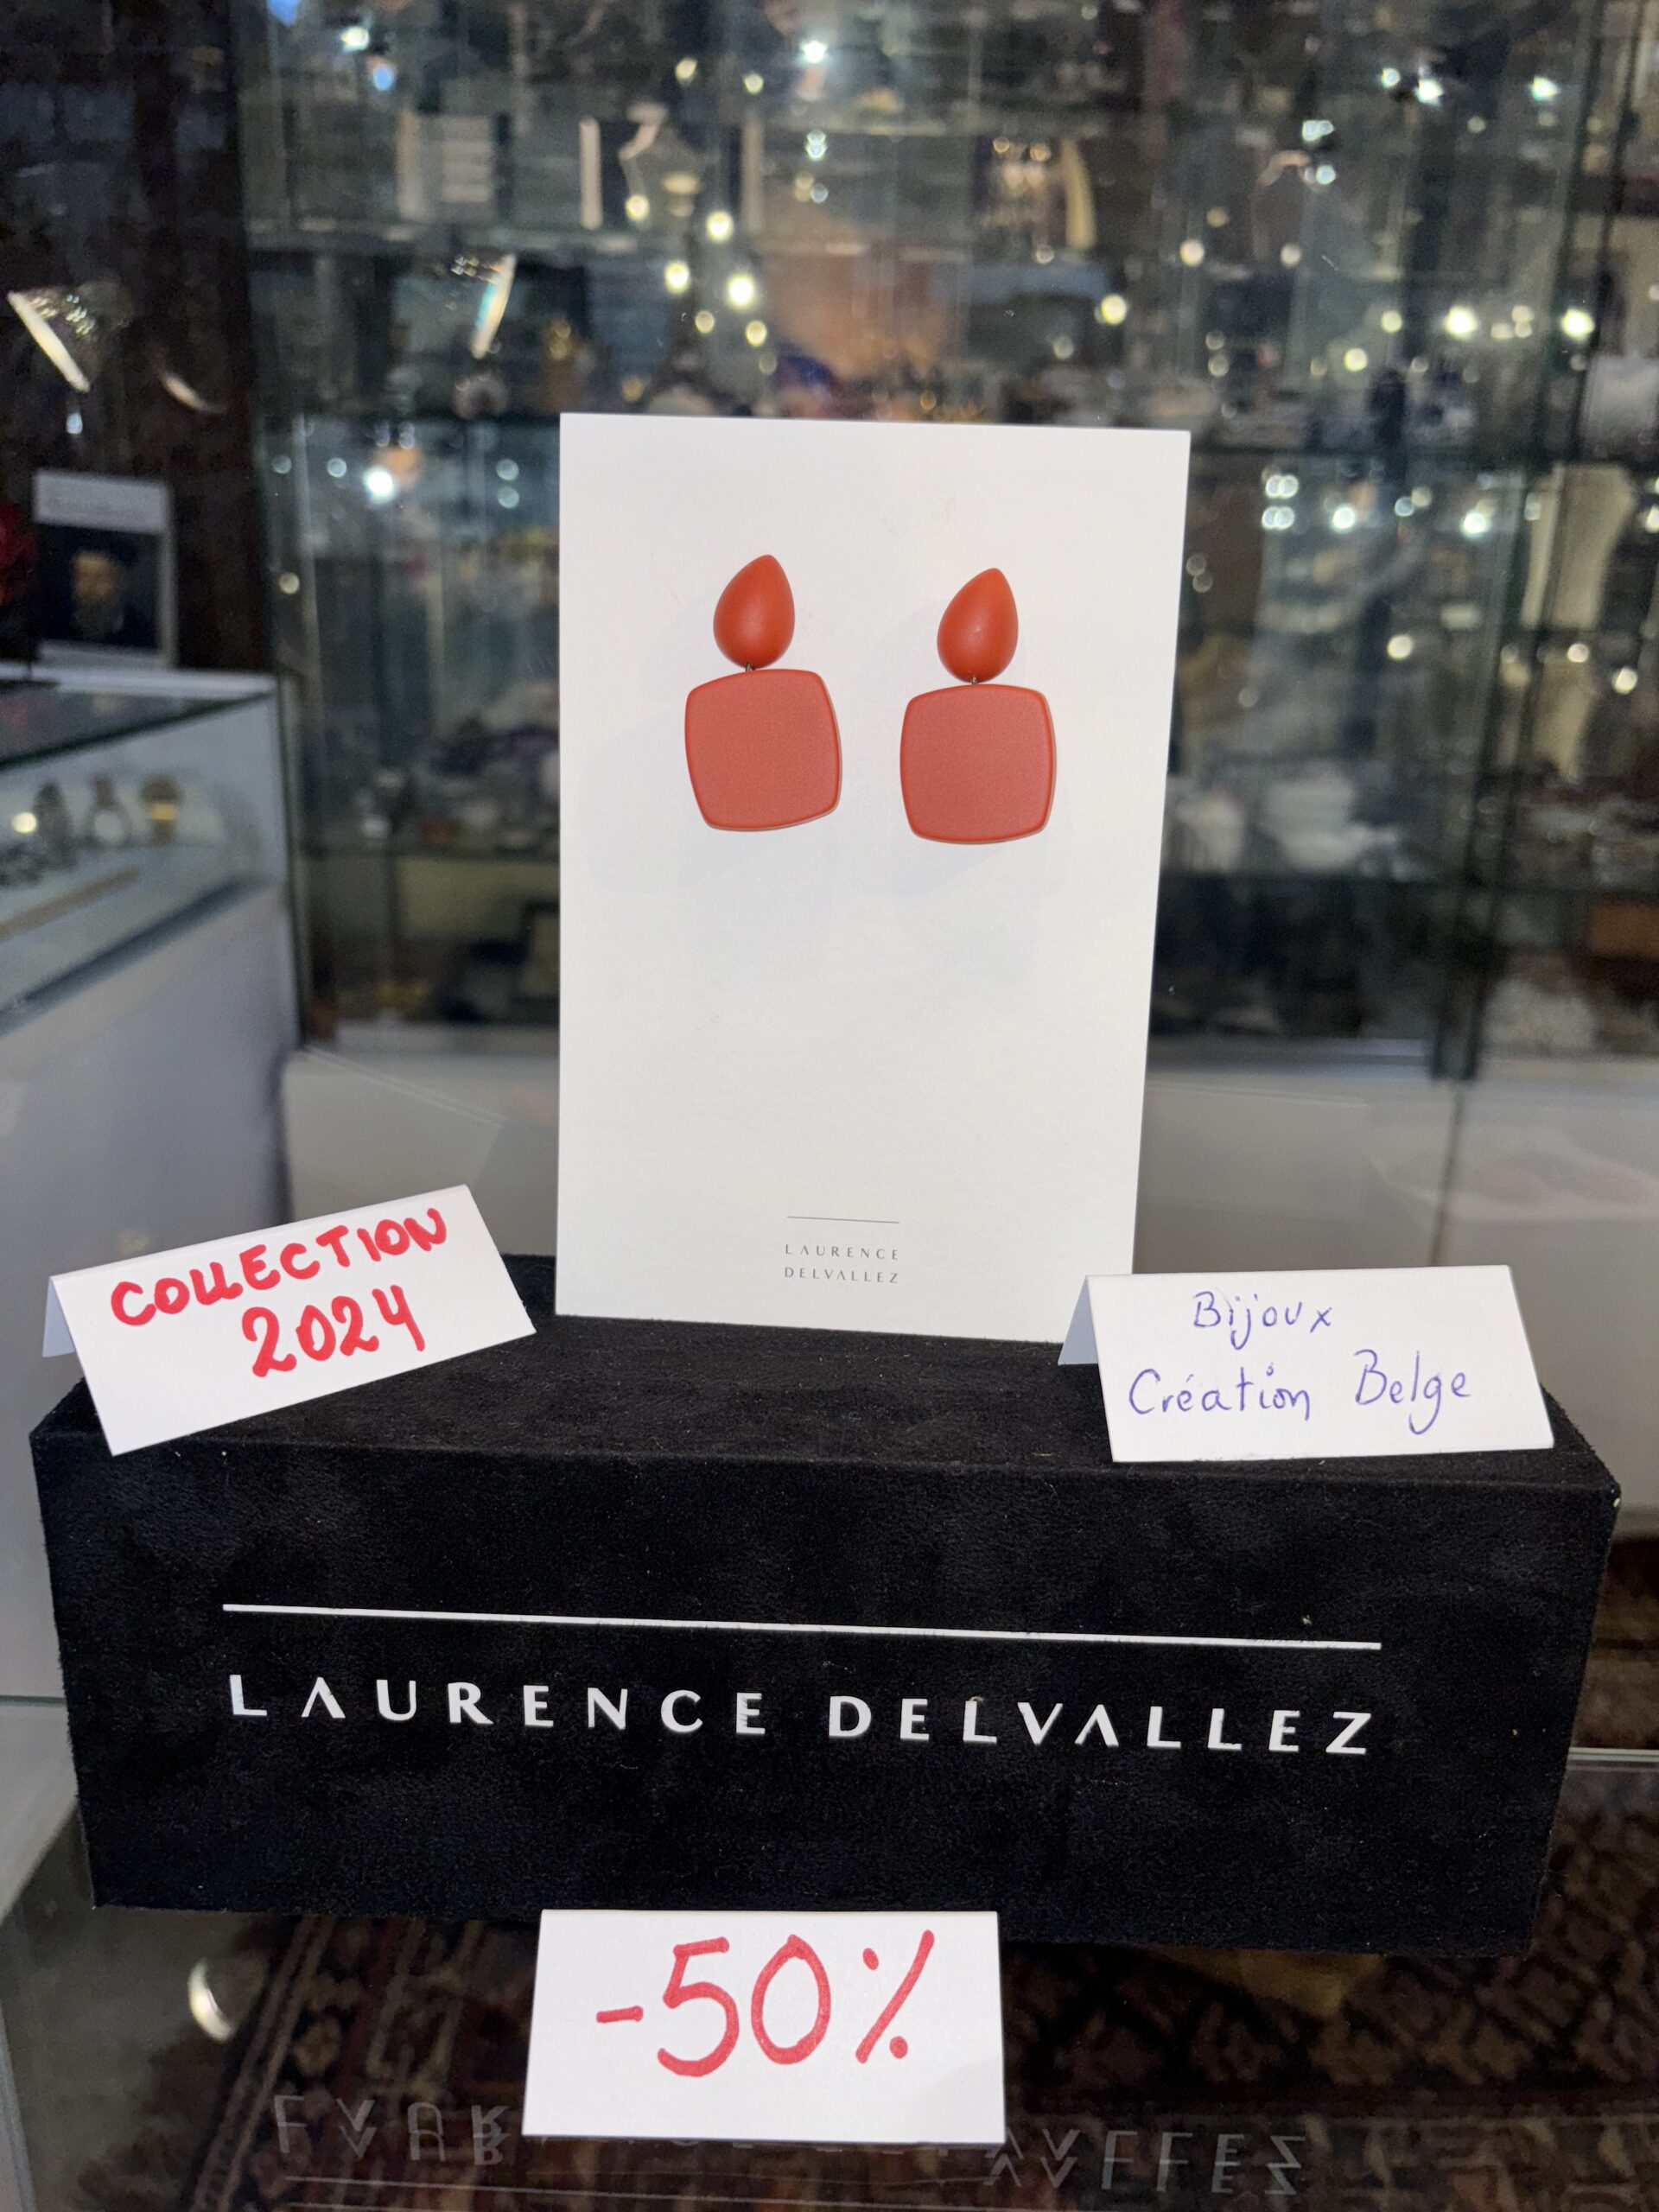 LAURENCE
DELVALLEZ
COLLECTION
2024
Bijoux
Création Belge
LAURENCE DELVALLEZ
-50%